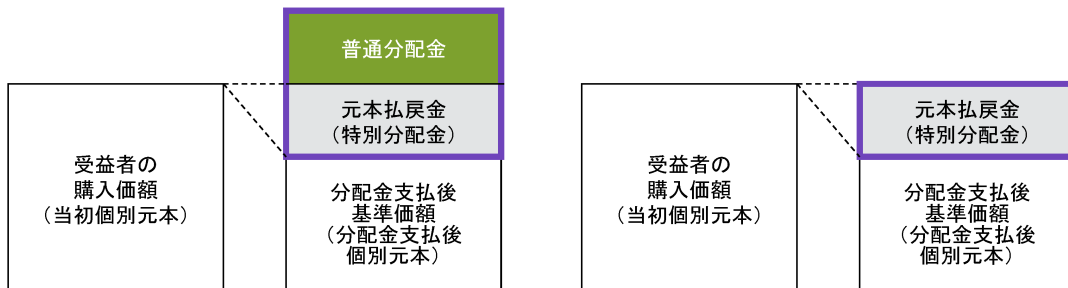 普通分配金
元本払戻金
（特別分配金）
受益者の
購入価額
（当初個別元本）
分配金支払後
基準価額
（分配金支払後
個別元本）
元本払戻金
（特別分配金）
受益者の
購入価額
（当初個別元本）
分配金支払後
基準価額
（分配金支払後
個別元本）